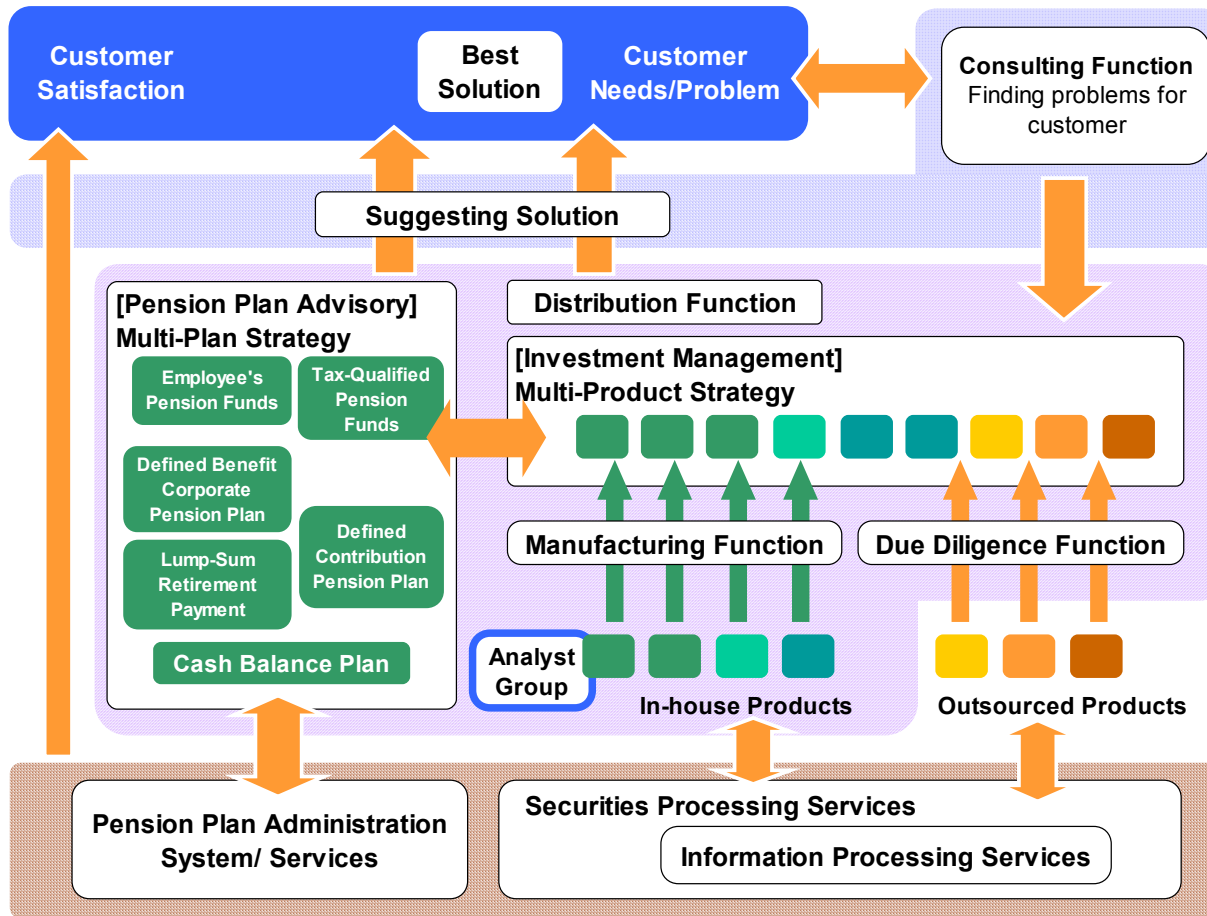 Customer
Satisfaction
Best
Solution
Customer
Needs/Problem
Consulting Function
Finding problems for
customer
Suggesting Solution
[Pension Plan Advisory]
Multi-Plan Strategy
Employee's
Pension Funds
Tax-Qualified
Pension
Funds
Defined Benefit
Corporate
Pension Plan
Defined
Contribution
Pension Plan
Lump-Sum
Retirement
Payment
Cash Balance Plan
Distribution Function
[Investment Management]
Multi-Product Strategy
Manufacturing Function
Due Diligence Function
Analyst
Group
In-house Products
Outsourced Products
Pension Plan Administration
System/ Services
Securities Processing Services
Information Processing Services